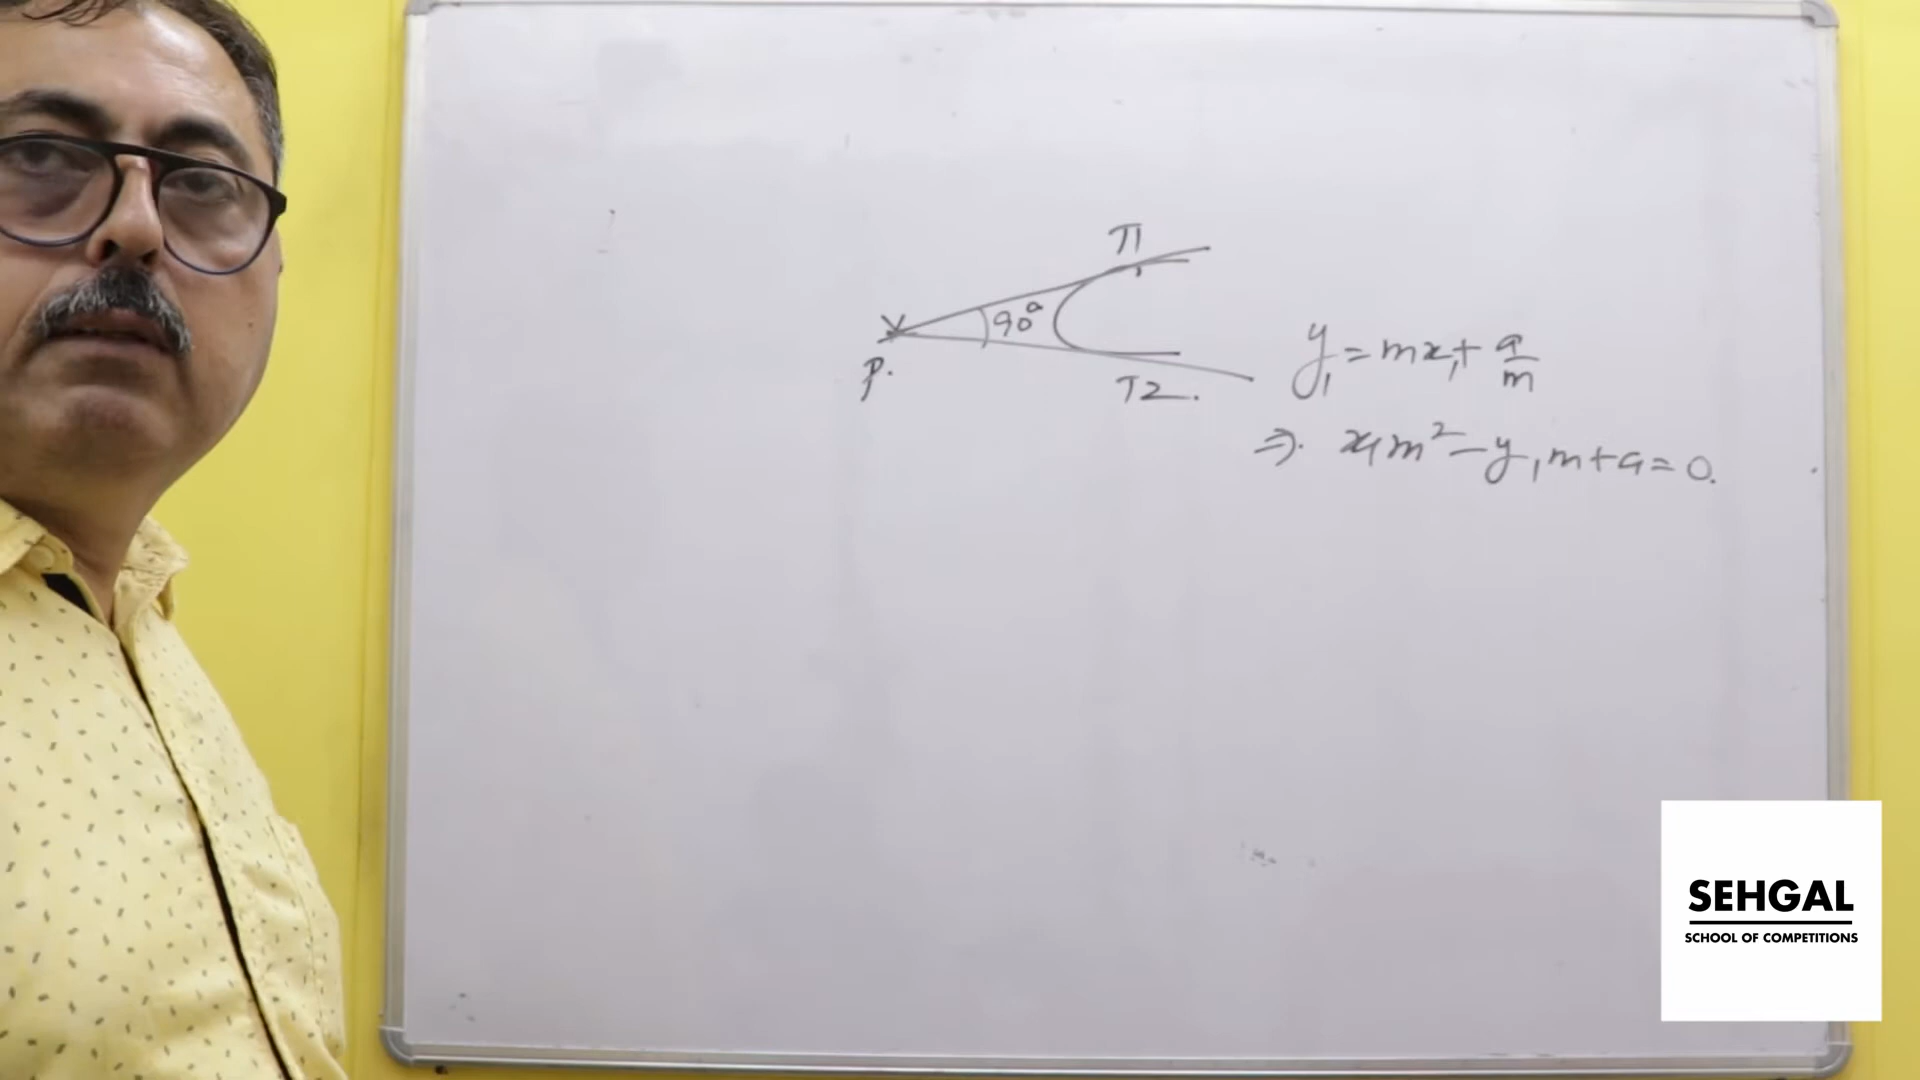 T1
90°
P.
T2.
y₁ = mx₁ + a/m
⇒. x₁m² - y₁m + a = 0.
SEHGAL
SCHOOL OF COMPETITIONS